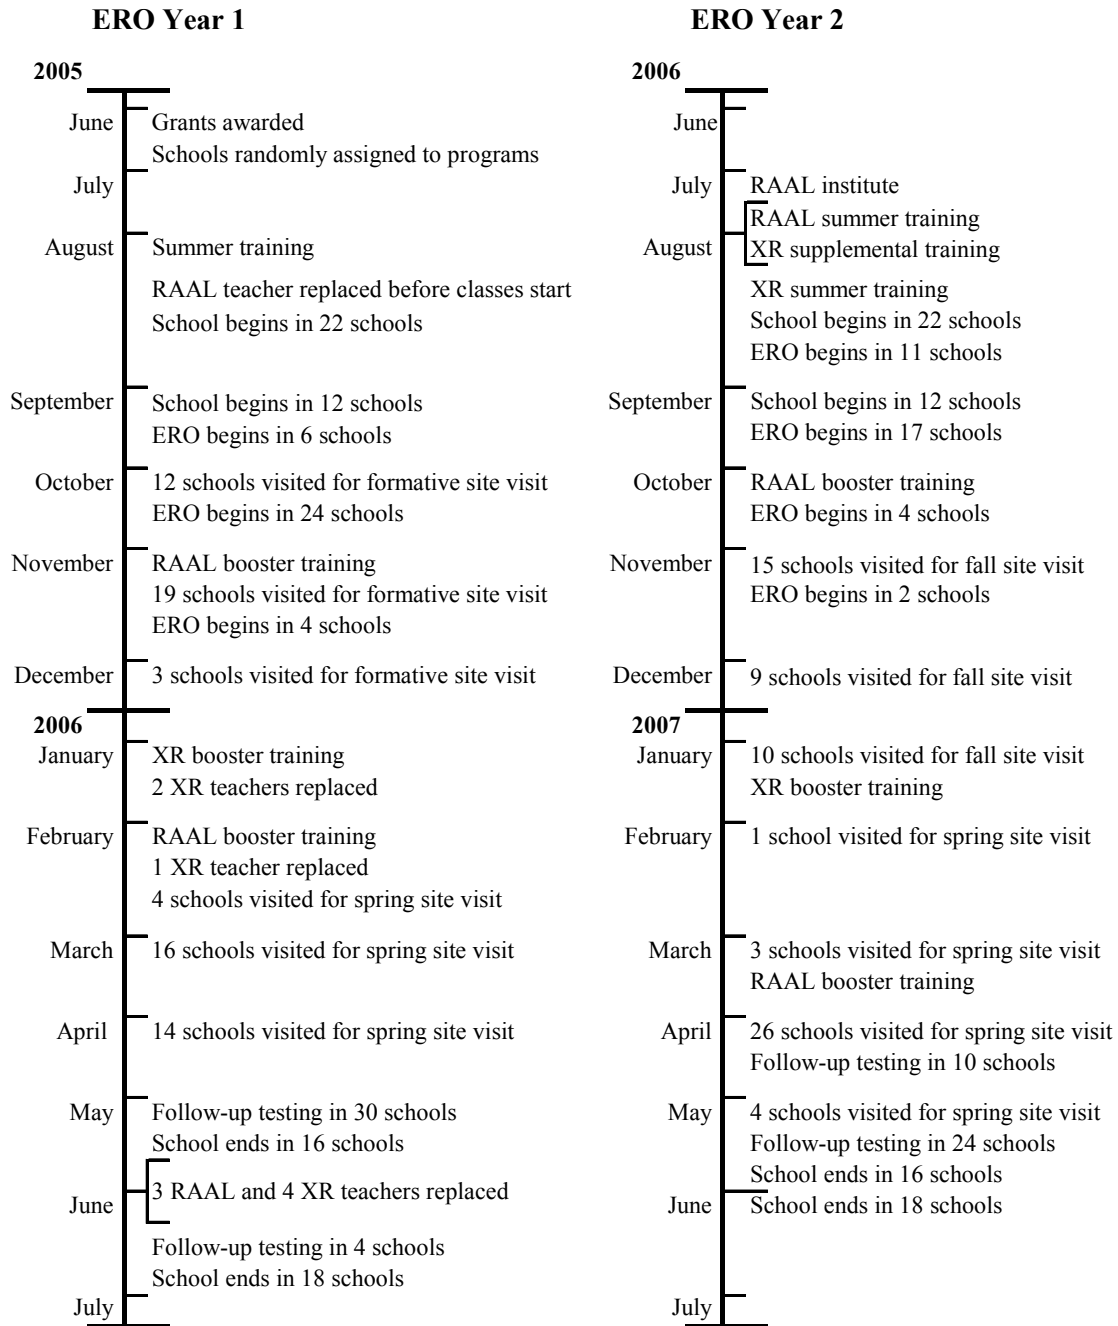 ERO Year 1
2005
June
Grants awarded
Schools randomly assigned to programs
July
August
Summer training
RAAL teacher replaced before classes start
School begins in 22 schools
September
School begins in 12 schools
ERO begins in 6 schools
October
12 schools visited for formative site visit
ERO begins in 24 schools
November
RAAL booster training
19 schools visited for formative site visit
ERO begins in 4 schools
December
3 schools visited for formative site visit
2006
January
XR booster training
2 XR teachers replaced
February
RAAL booster training
1 XR teacher replaced
4 schools visited for spring site visit
March
16 schools visited for spring site visit
April
14 schools visited for spring site visit
May
Follow-up testing in 30 schools
School ends in 16 schools
3 RAAL and 4 XR teachers replaced
June
Follow-up testing in 4 schools
School ends in 18 schools
July
ERO Year 2
2006
June
July
RAAL institute
RAAL summer training
August
XR supplemental training
XR summer training
School begins in 22 schools
ERO begins in 11 schools
September
School begins in 12 schools
ERO begins in 17 schools
October
RAAL booster training
ERO begins in 4 schools
November
15 schools visited for fall site visit
ERO begins in 2 schools
December
9 schools visited for fall site visit
2007
January
10 schools visited for fall site visit
XR booster training
February
1 school visited for spring site visit
March
3 schools visited for spring site visit
RAAL booster training
April
26 schools visited for spring site visit
Follow-up testing in 10 schools
May
4 schools visited for spring site visit
Follow-up testing in 24 schools
School ends in 16 schools
June
School ends in 18 schools
July